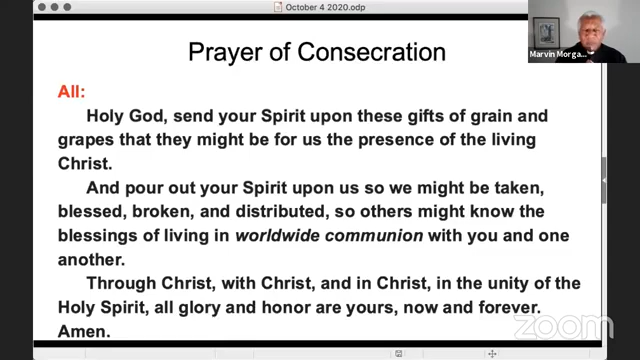 October 4 2020.odp
Prayer of Consecration
Marvin Morga...
All:
Holy God, send your Spirit upon these gifts of grain and
grapes that they might be for us the presence of the living
Christ.
And pour out your Spirit upon us so we might be taken,
blessed, broken, and distributed, so others might know the
blessings of living in worldwide communion with you and one
another.
Through Christ, with Christ, and in Christ, in the unity of the
Holy Spirit, all glory and honor are yours, now and forever.
Amen.
zoom